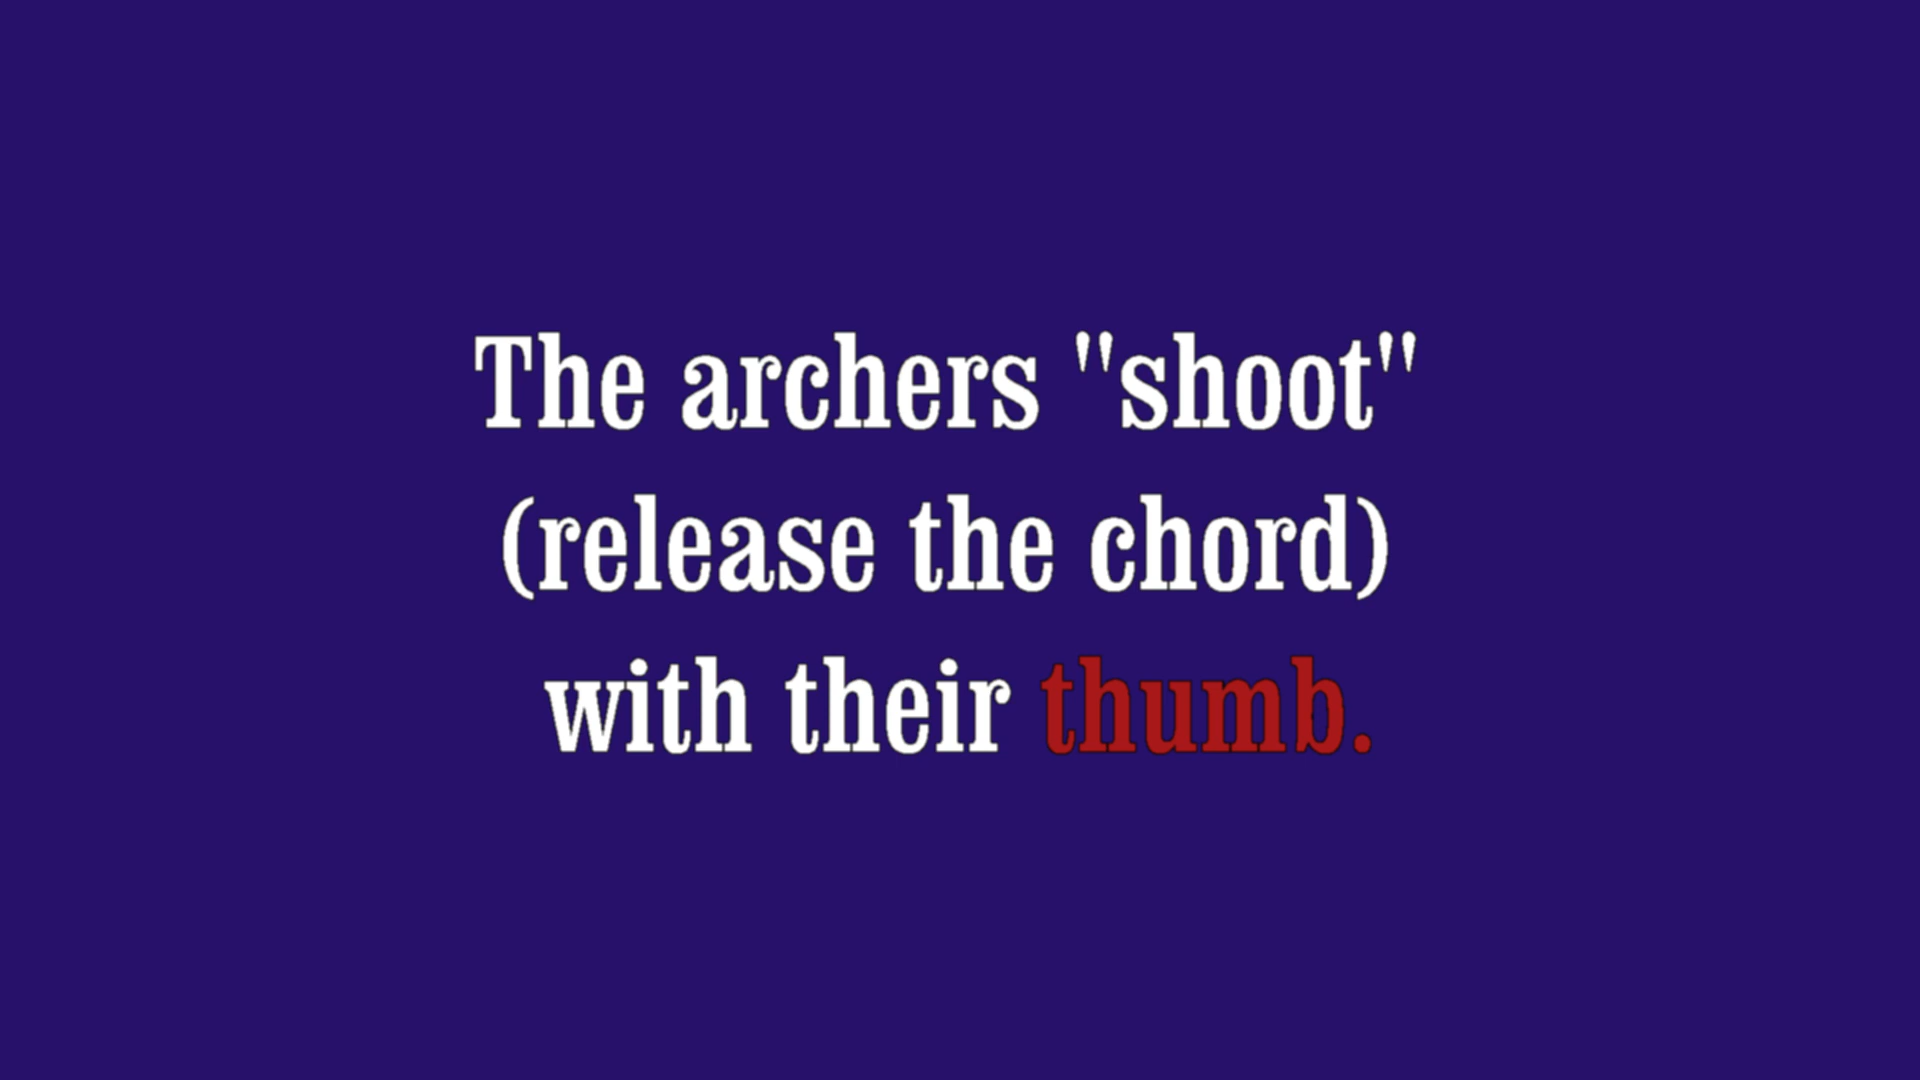 The archers "shoot"
(release the chord)
with their thumb.